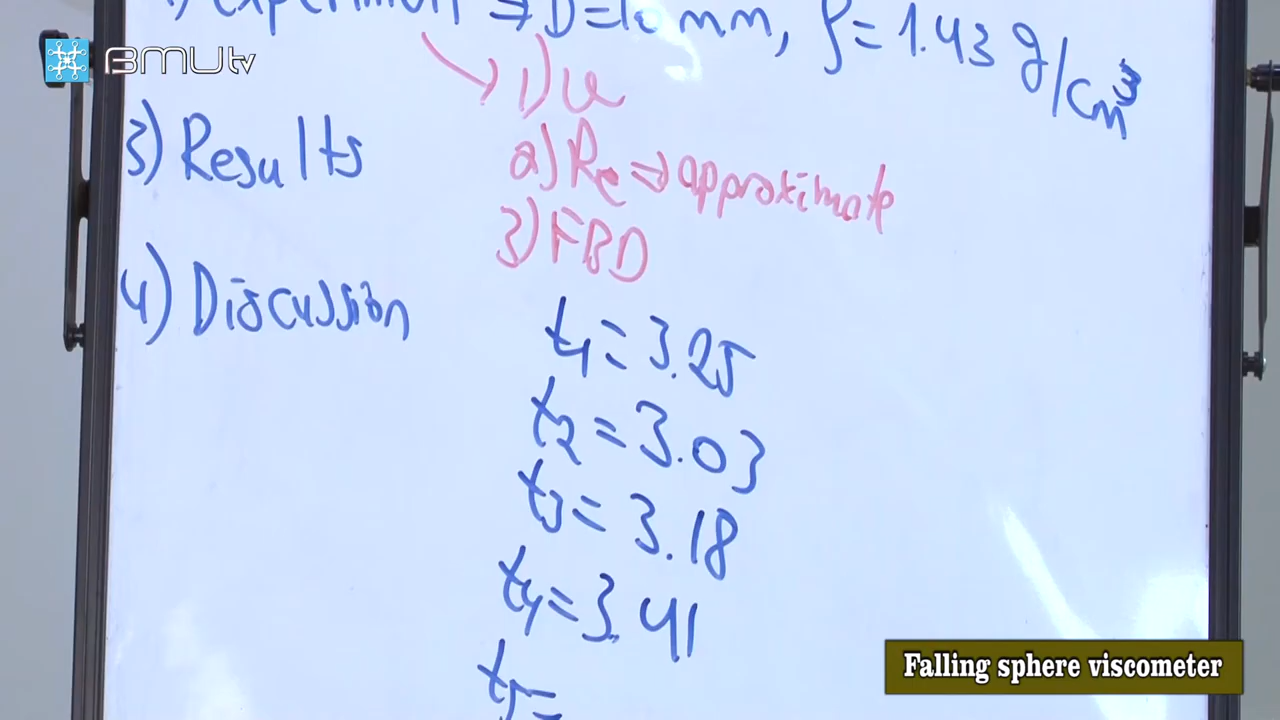 experiment ⇒ D=10 mm, ρ= 1.43 g/cm³
BMUtv
1) u
3) Results
2) Re ⇒ approximate
3) FBD
4) Discussion
t1 = 3.25
t2 = 3.03
t3 = 3.18
t4 = 3.41
t5 =
Falling sphere viscometer